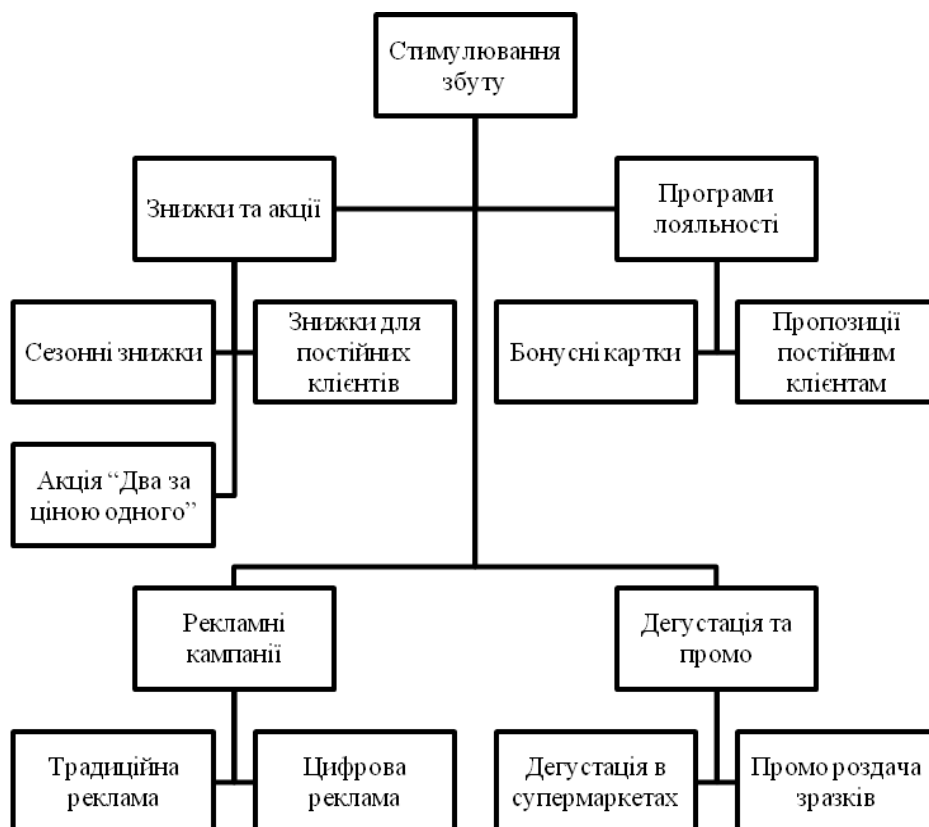 Стимулювання
збуту
Знижки та акції
Програми
лояльності
Сезонні знижки
Знижки для
постійних
клієнтів
Бонусні картки
Пропозиції
постійним
клієнтам
Акція “Два за
ціною одного”
Рекламні
кампанії
Дегустація та
промо
Традиційна
реклама
Цифрова
реклама
Дегустація в
супермаркетах
Промо роздача
зразків